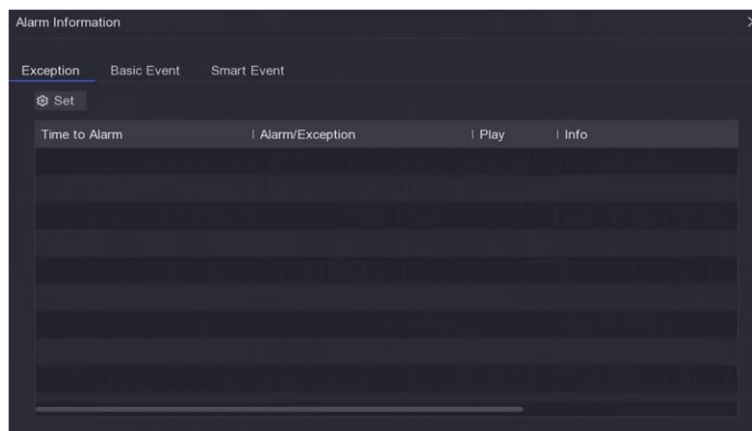 Alarm Information
Exception Basic Event Smart Event
Set
Time to Alarm Alarm/Exception Play Info